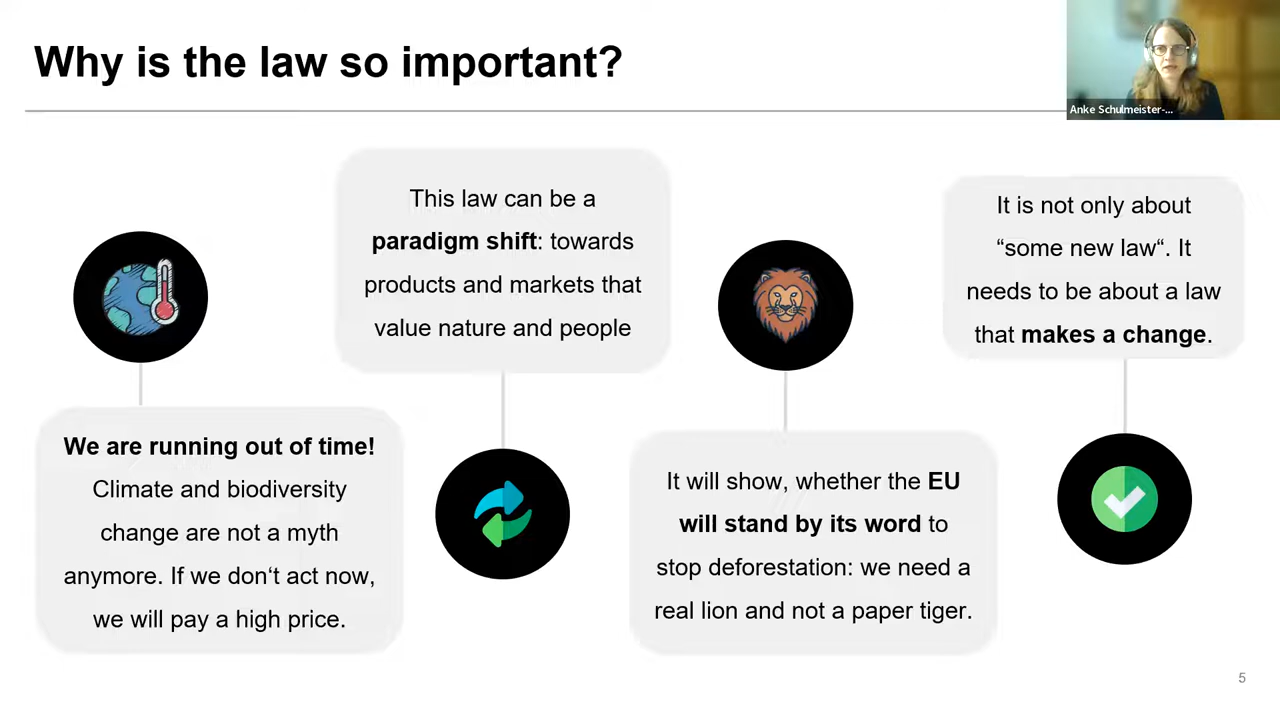 Why is the law so important?
Anke Schulmeister-...
We are running out of time!
Climate and biodiversity
change are not a myth
anymore. If we don‘t act now,
we will pay a high price.
This law can be a
paradigm shift: towards
products and markets that
value nature and people
It will show, whether the EU
will stand by its word to
stop deforestation: we need a
real lion and not a paper tiger.
It is not only about
“some new law“. It
needs to be about a law
that makes a change.
5